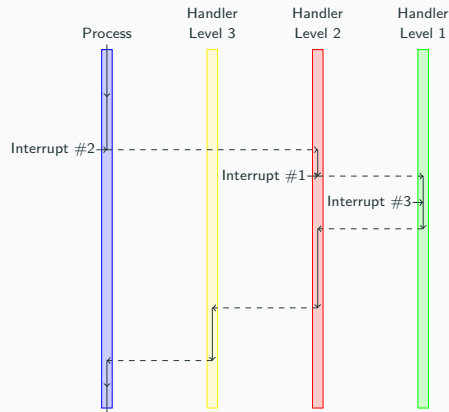 Process
Handler
Level 3
Handler
Level 2
Handler
Level 1
Interrupt #2
Interrupt #1
Interrupt #3